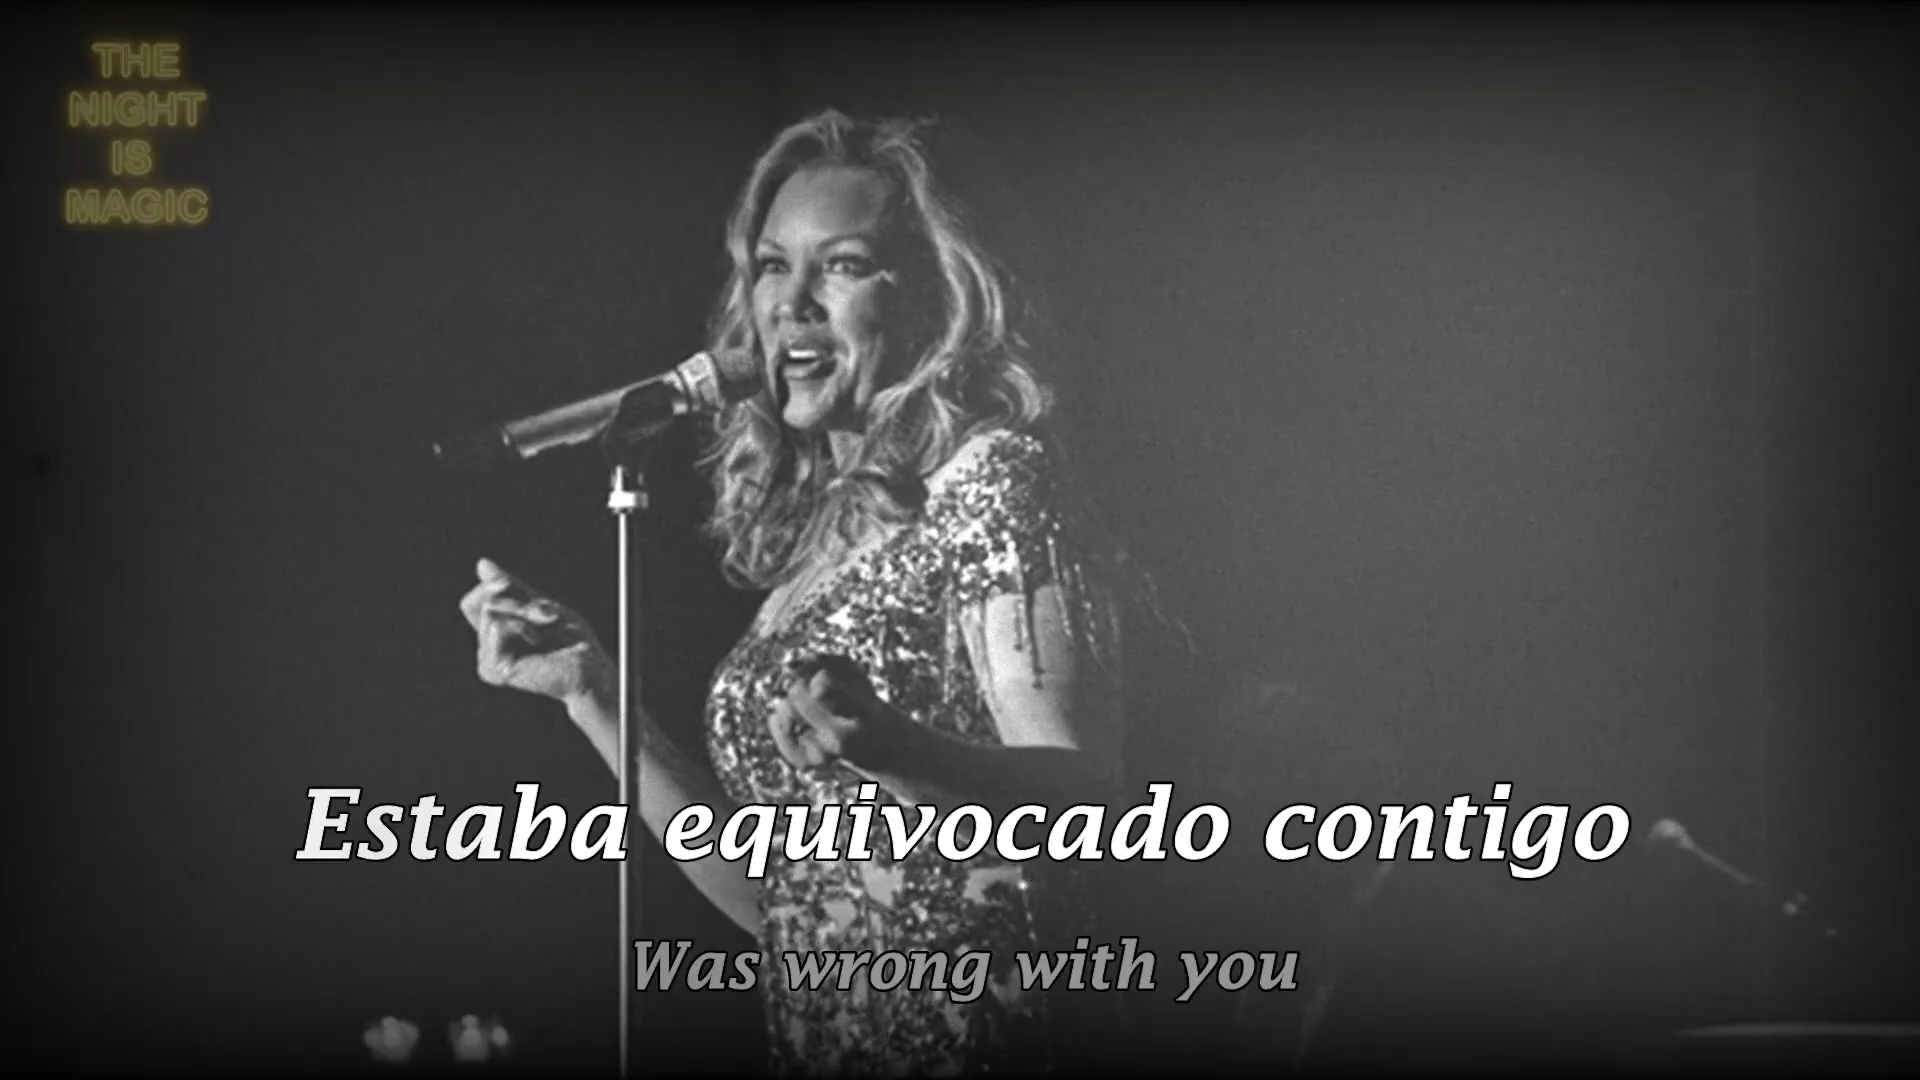 THE
NIGHT
IS
MAGIC
Estaba equivocado contigo
Was wrong with you